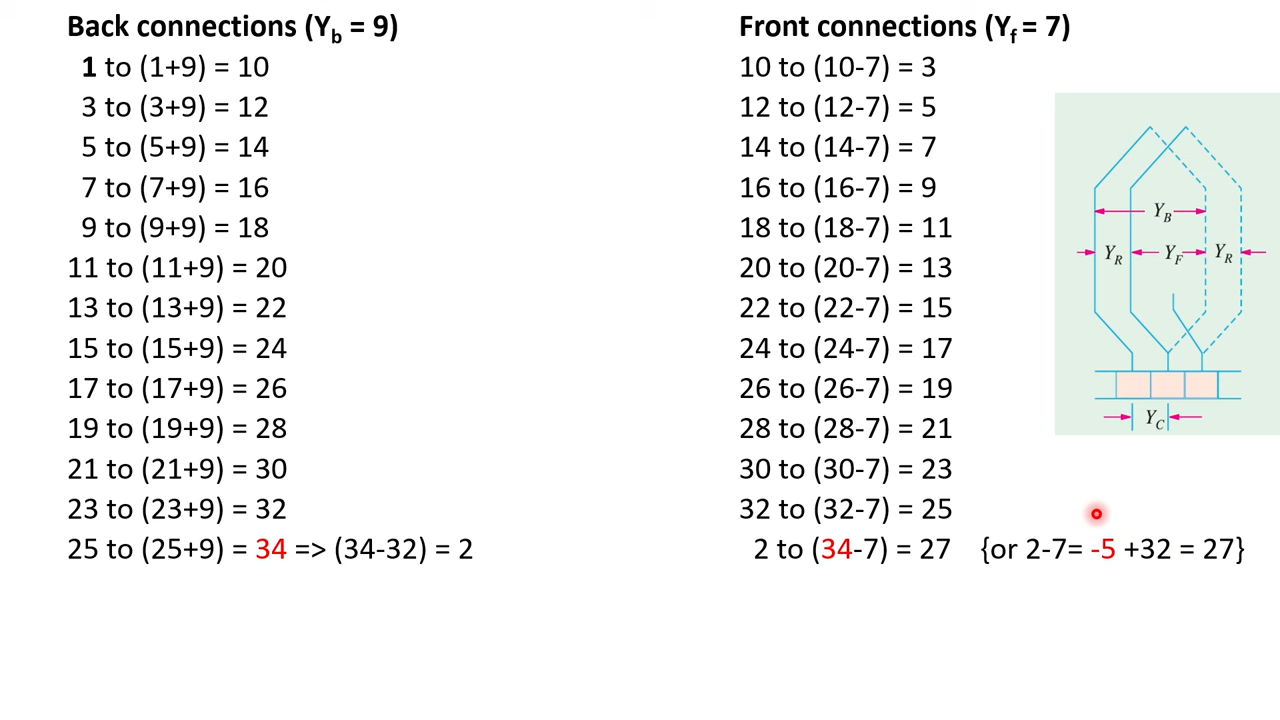 Back connections (Yb = 9)
1 to (1+9) = 10
3 to (3+9) = 12
5 to (5+9) = 14
7 to (7+9) = 16
9 to (9+9) = 18
11 to (11+9) = 20
13 to (13+9) = 22
15 to (15+9) = 24
17 to (17+9) = 26
19 to (19+9) = 28
21 to (21+9) = 30
23 to (23+9) = 32
25 to (25+9) = 34 => (34-32) = 2
Front connections (Yf = 7)
10 to (10-7) = 3
12 to (12-7) = 5
14 to (14-7) = 7
16 to (16-7) = 9
18 to (18-7) = 11
20 to (20-7) = 13
22 to (22-7) = 15
24 to (24-7) = 17
26 to (26-7) = 19
28 to (28-7) = 21
30 to (30-7) = 23
32 to (32-7) = 25
2 to (34-7) = 27 {or 2-7= -5 +32 = 27}
YB
YR YF YR
YC